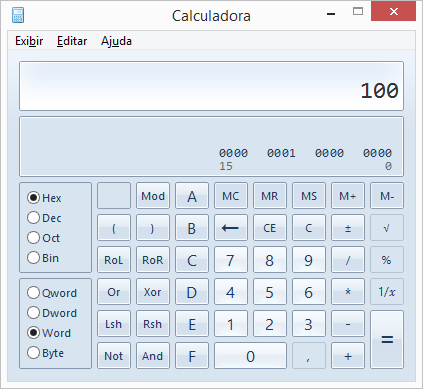 Calculadora
Exibir Editar Ajuda
100
0000 0001 0000 0000
15 0
Hex Mod A MC MR MS M+ M-
Dec ( ) B ← CE C ± √
Oct RoL RoR C 7 8 9 / %
Bin
Qword Or Xor D 4 5 6 * 1/x
Dword
Word Lsh Rsh E 1 2 3 - =
Byte Not And F 0 , +